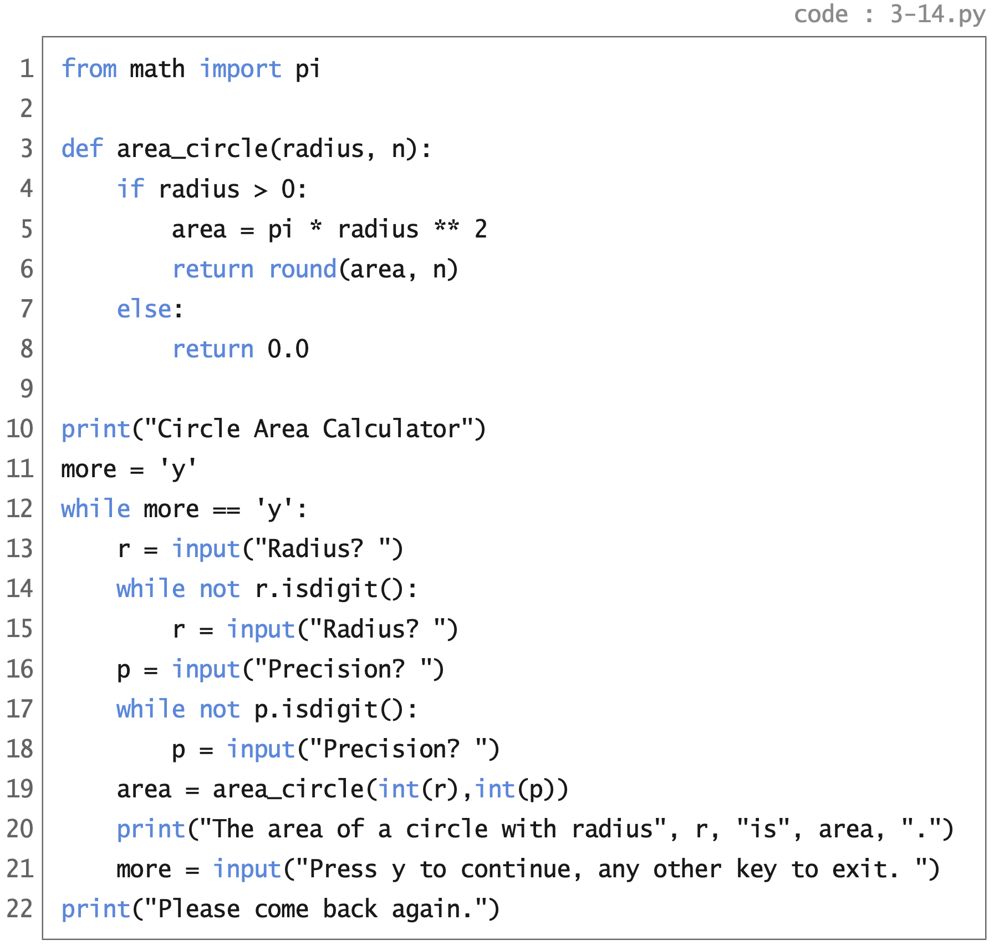 code : 3-14.py
1 from math import pi
2
3 def area_circle(radius, n):
4     if radius > 0:
5         area = pi * radius ** 2
6         return round(area, n)
7     else:
8         return 0.0
9
10 print("Circle Area Calculator")
11 more = 'y'
12 while more == 'y':
13     r = input("Radius? ")
14     while not r.isdigit():
15         r = input("Radius? ")
16     p = input("Precision? ")
17     while not p.isdigit():
18         p = input("Precision? ")
19     area = area_circle(int(r),int(p))
20     print("The area of a circle with radius", r, "is", area, ".")
21     more = input("Press y to continue, any other key to exit. ")
22 print("Please come back again.")